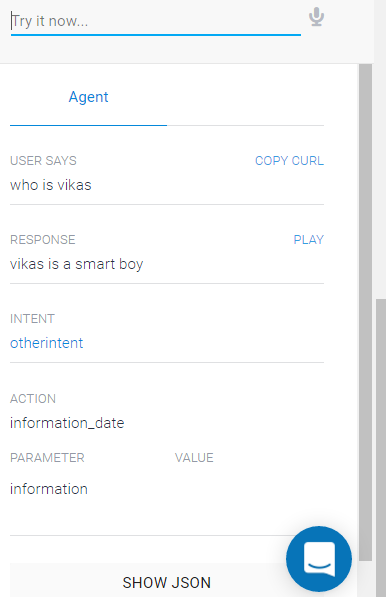 Try it now...
Agent
USER SAYS COPY CURL
who is vikas
RESPONSE PLAY
vikas is a smart boy
INTENT
otherintent
ACTION
information_date
PARAMETER VALUE
information
SHOW JSON